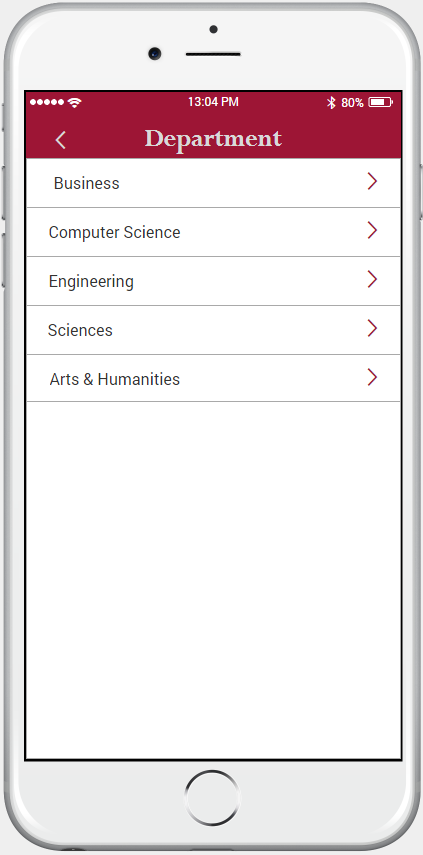 13:04 PM 80%
Department
Business
Computer Science
Engineering
Sciences
Arts & Humanities